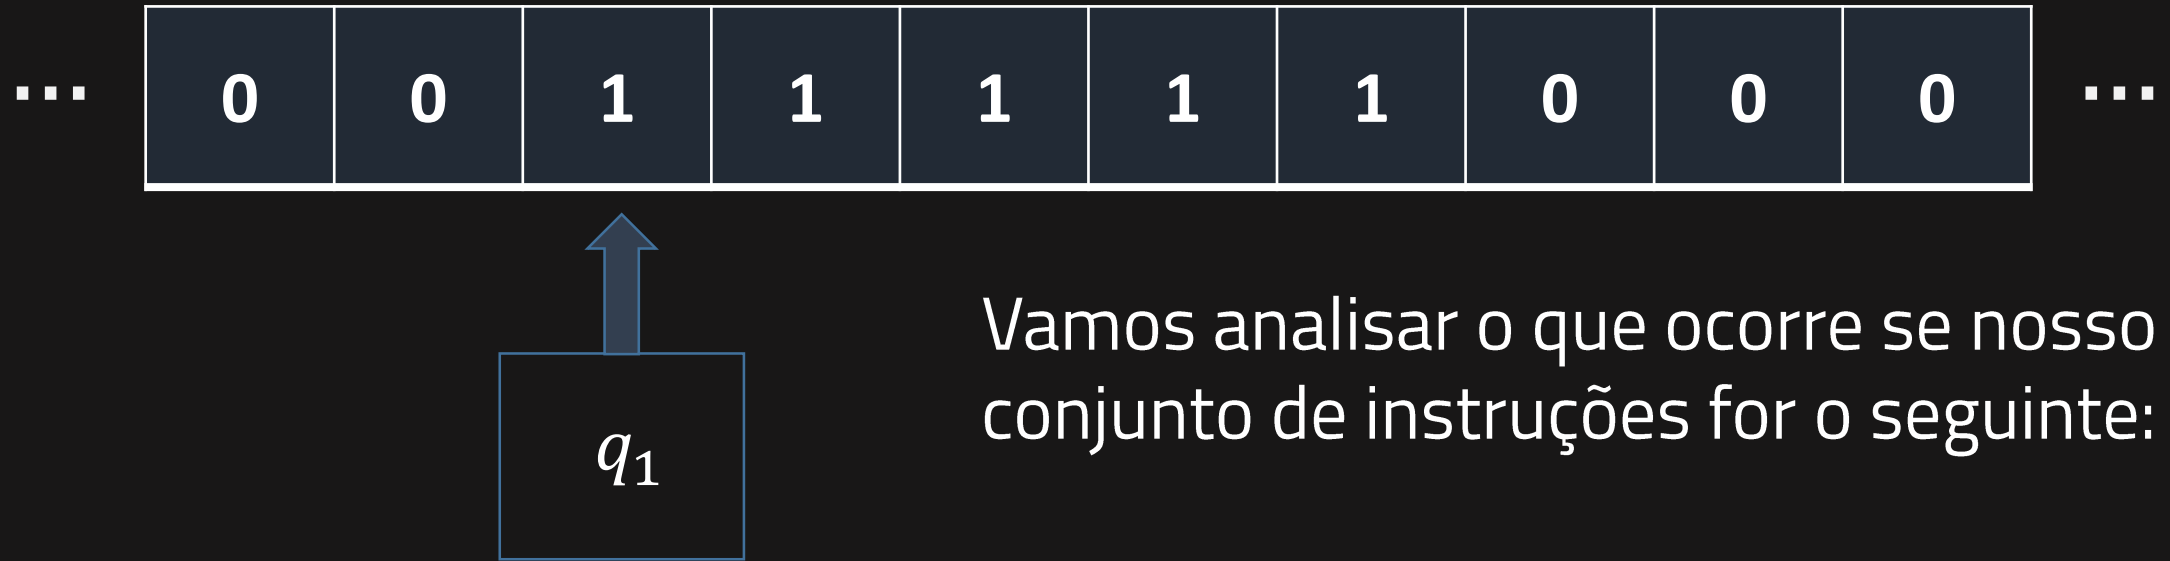 ... 0 0 1 1 1 1 1 0 0 0 ...
Vamos analisar o que ocorre se nosso
conjunto de instruções for o seguinte:
q₁